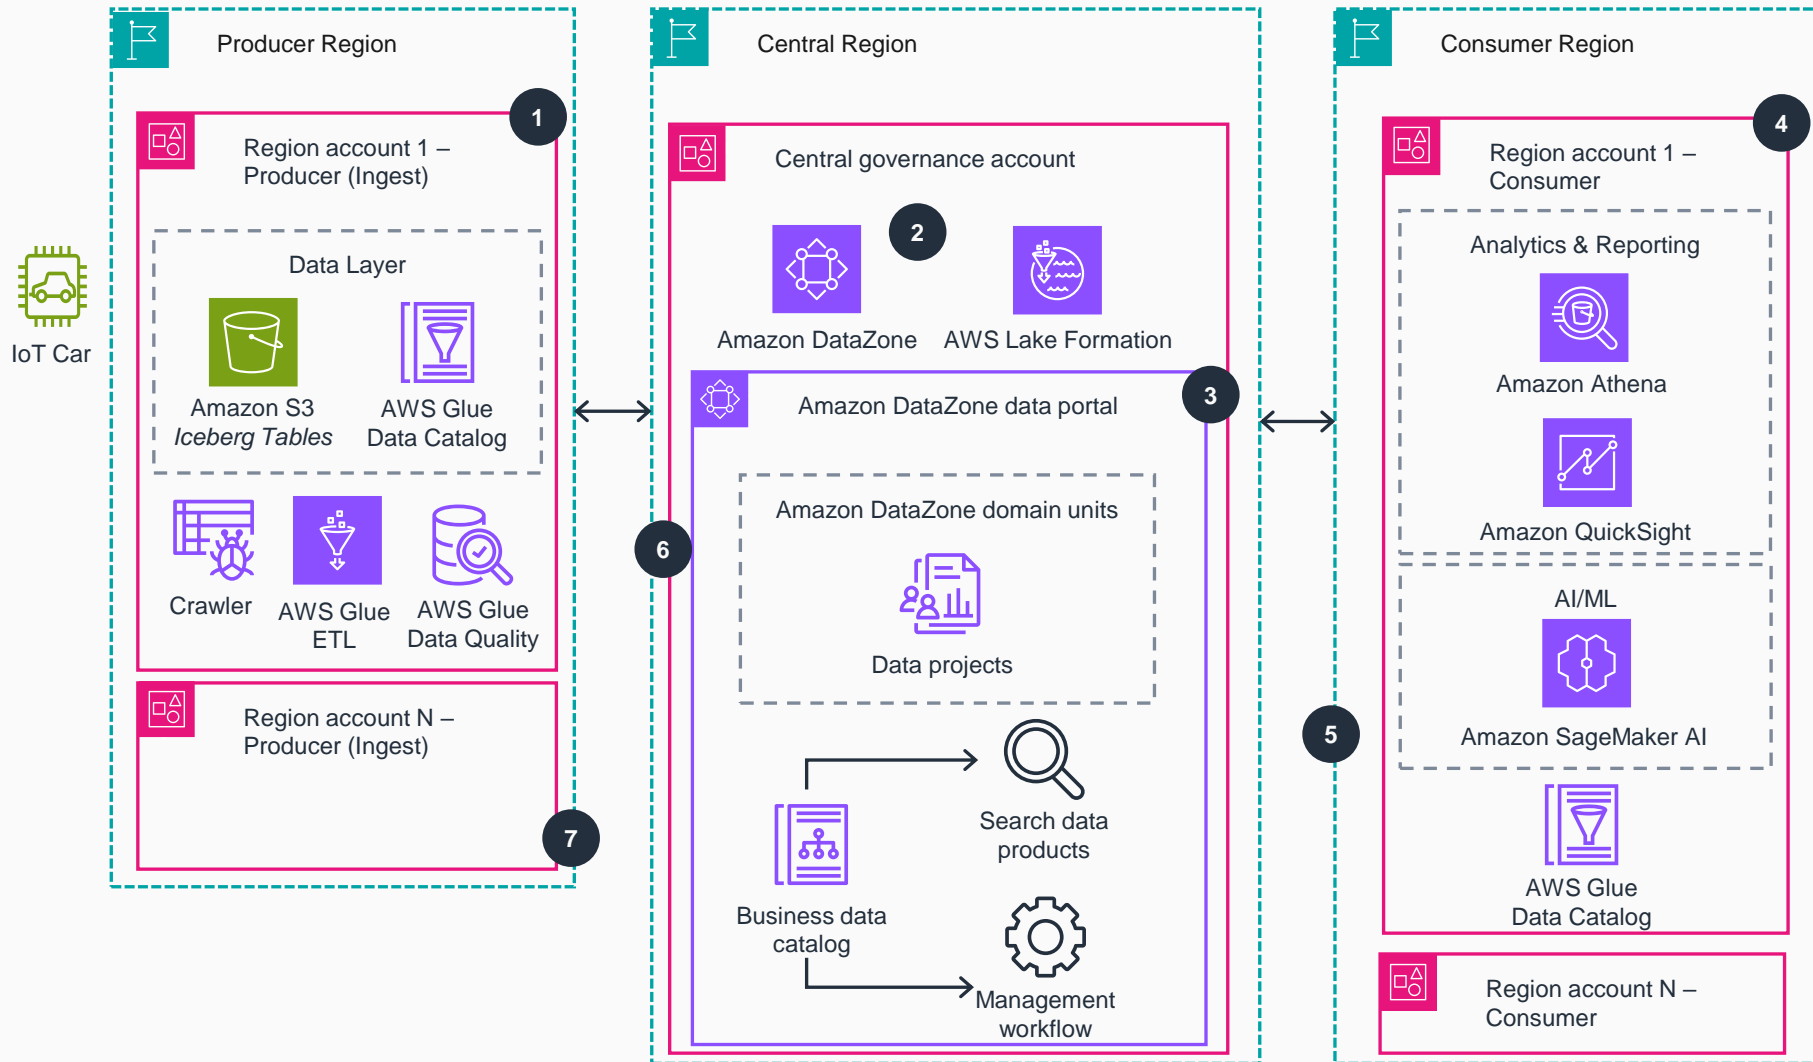 Producer Region
1
Region account 1 –
Producer (Ingest)
Data Layer
Amazon S3
Iceberg Tables
AWS Glue
Data Catalog
Crawler
AWS Glue
ETL
AWS Glue
Data Quality
IoT Car
Region account N –
Producer (Ingest)
7
Central Region
Central governance account
2
Amazon DataZone
AWS Lake Formation
3
Amazon DataZone data portal
Amazon DataZone domain units
6
Data projects
Search data
products
Business data
catalog
Management
workflow
Consumer Region
4
Region account 1 –
Consumer
Analytics & Reporting
Amazon Athena
Amazon QuickSight
AI/ML
5
Amazon SageMaker AI
AWS Glue
Data Catalog
Region account N –
Consumer